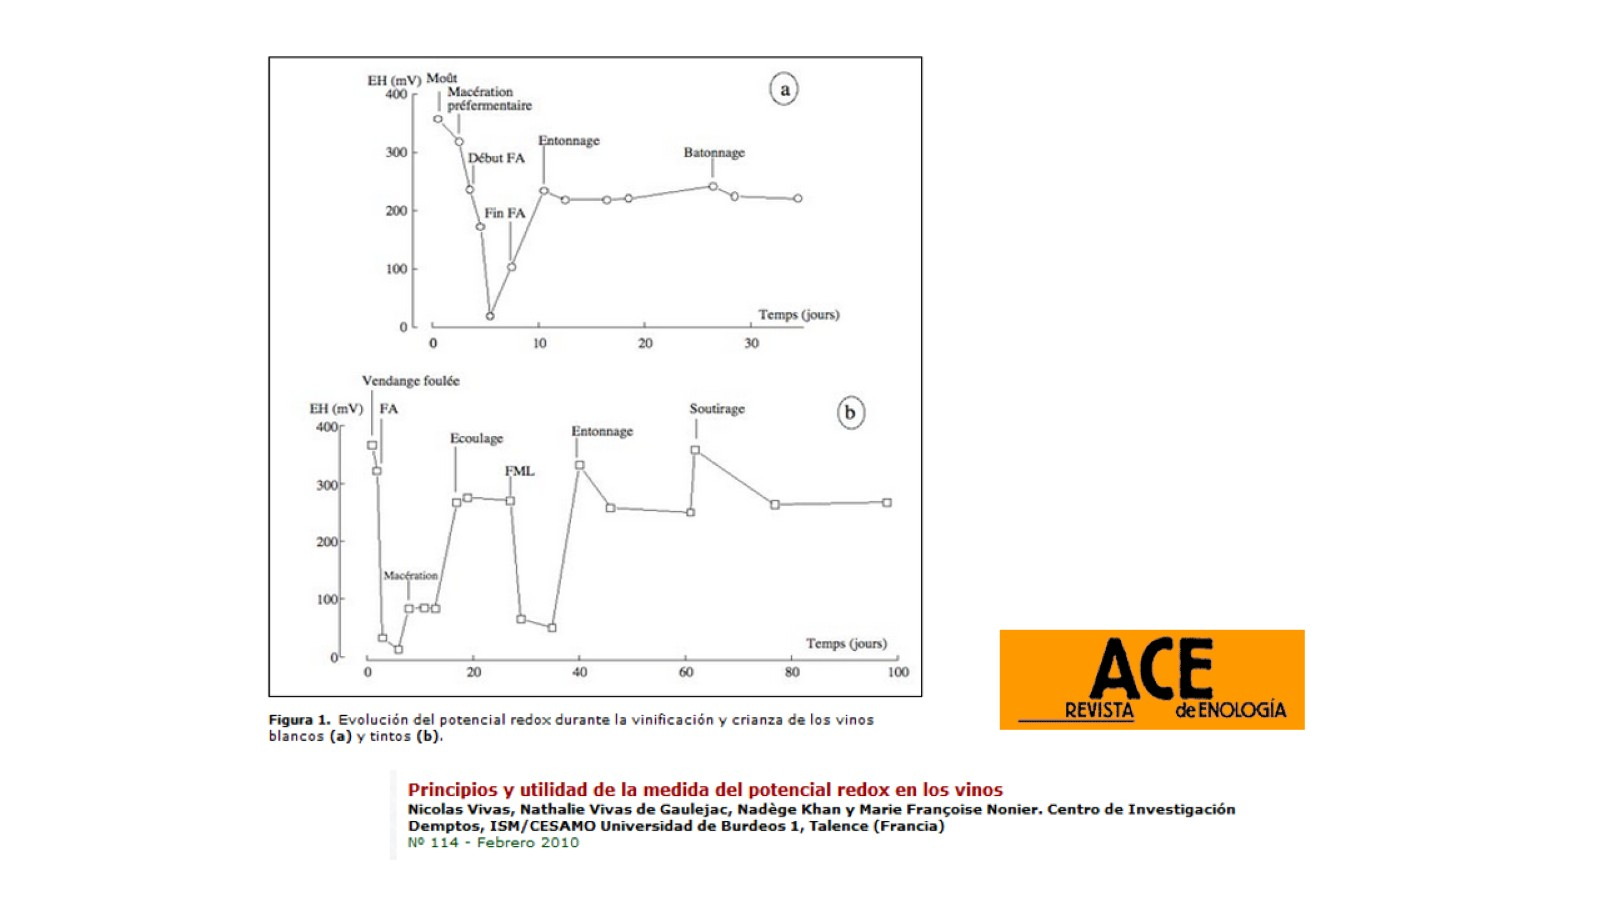 EH (mV) Moût
Macération
préfermentaire
a
400
300
200
100
0
Début FA
Fin FA
Entonnage
Batonnage
Temps (jours)
0 10 20 30
Vendange foulée
EH (mV) FA
b
400
300
200
100
0
Ecoulage
FML
Entonnage
Soutirage
Macération
Temps (jours)
0 20 40 60 80 100
Figura 1. Evolución del potencial redox durante la vinificación y crianza de los vinos
blancos (a) y tintos (b).
ACE
REVISTA de ENOLOGÍA
Principios y utilidad de la medida del potencial redox en los vinos
Nicolas Vivas, Nathalie Vivas de Gaulejac, Nadège Khan y Marie Françoise Nonier. Centro de Investigación
Demptos, ISM/CESAMO Universidad de Burdeos 1, Talence (Francia)
Nº 114 - Febrero 2010